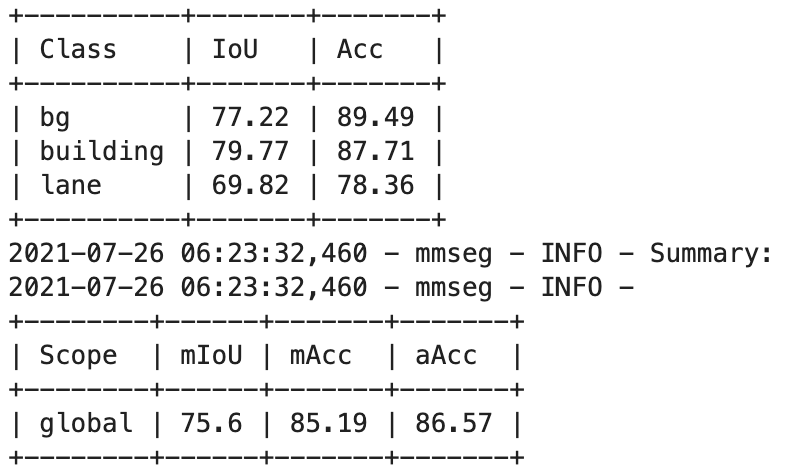 +----------+-------+-------+
| Class    | IoU   | Acc   |
+----------+-------+-------+
| bg       | 77.22 | 89.49 |
| building | 79.77 | 87.71 |
| lane     | 69.82 | 78.36 |
+----------+-------+-------+
2021-07-26 06:23:32,460 - mmseg - INFO - Summary:
2021-07-26 06:23:32,460 - mmseg - INFO -
+--------+------+-------+-------+
| Scope  | mIoU | mAcc  | aAcc  |
+--------+------+-------+-------+
| global | 75.6 | 85.19 | 86.57 |
+--------+------+-------+-------+